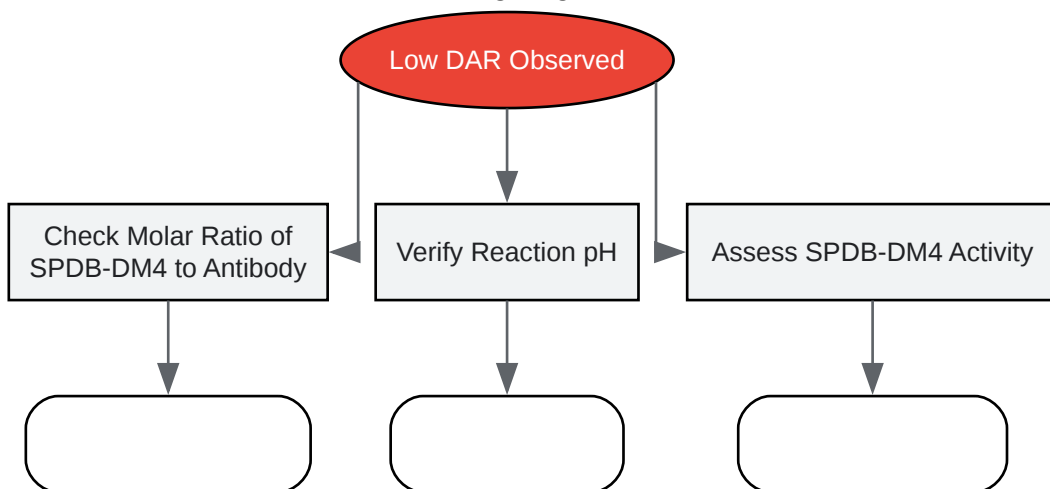 Low DAR Observed
Check Molar Ratio of
SPDB-DM4 to Antibody
Verify Reaction pH
Assess SPDB-DM4 Activity